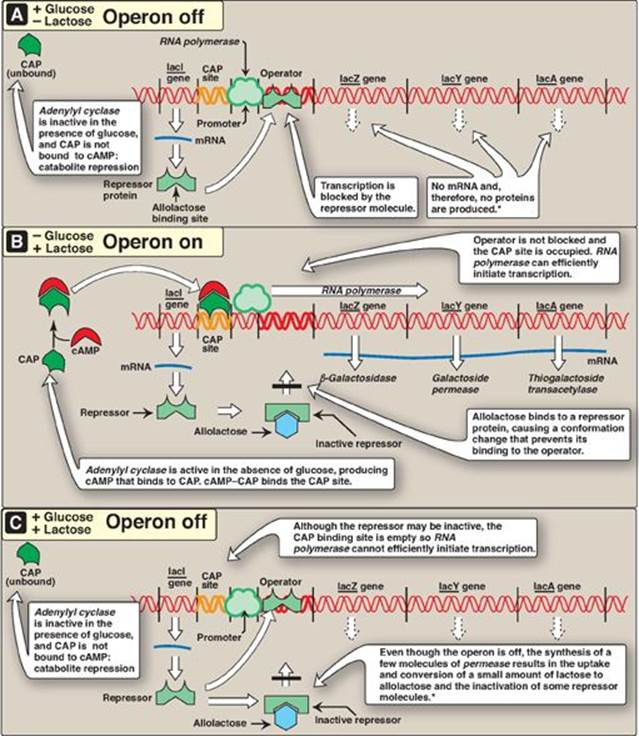 A + Glucose
− Lactose
Operon off
CAP
(unbound)
RNA polymerase
lacI
gene
CAP
site
Operator
lacZ gene
lacY gene
lacA gene
Adenylyl cyclase
is inactive in the
presence of glucose,
and CAP is not
bound to cAMP:
catabolite repression
Promoter
mRNA
Repressor
protein
Allolactose
binding site
Transcription is
blocked by the
repressor molecule.
No mRNA and,
therefore, no proteins
are produced.*
B − Glucose
+ Lactose
Operon on
Operator is not blocked and
the CAP site is occupied. RNA
polymerase can efficiently
initiate transcription.
lacI
gene
RNA polymerase
lacZ gene
lacY gene
lacA gene
CAP
site
cAMP
CAP
mRNA
mRNA
β-Galactosidase
Galactoside
permease
Thiogalactoside
transacetylase
Repressor
Allolactose
Inactive repressor
Allolactose binds to a repressor
protein, causing a conformation
change that prevents its
binding to the operator.
Adenylyl cyclase is active in the absence of glucose, producing
cAMP that binds to CAP. cAMP–CAP binds the CAP site.
C + Glucose
+ Lactose
Operon off
Although the repressor may be inactive, the
CAP binding site is empty so RNA
polymerase cannot efficiently initiate transcription.
CAP
(unbound)
lacI
gene
CAP
site
Operator
lacZ gene
lacY gene
lacA gene
Adenylyl cyclase
is inactive in the
presence of glucose,
and CAP is not
bound to cAMP:
catabolite repression
Promoter
Even though the operon is off, the synthesis of a
few molecules of permease results in the uptake
and conversion of a small amount of lactose to
allolactose and the inactivation of some repressor
molecules.*
Repressor
Allolactose
Inactive repressor